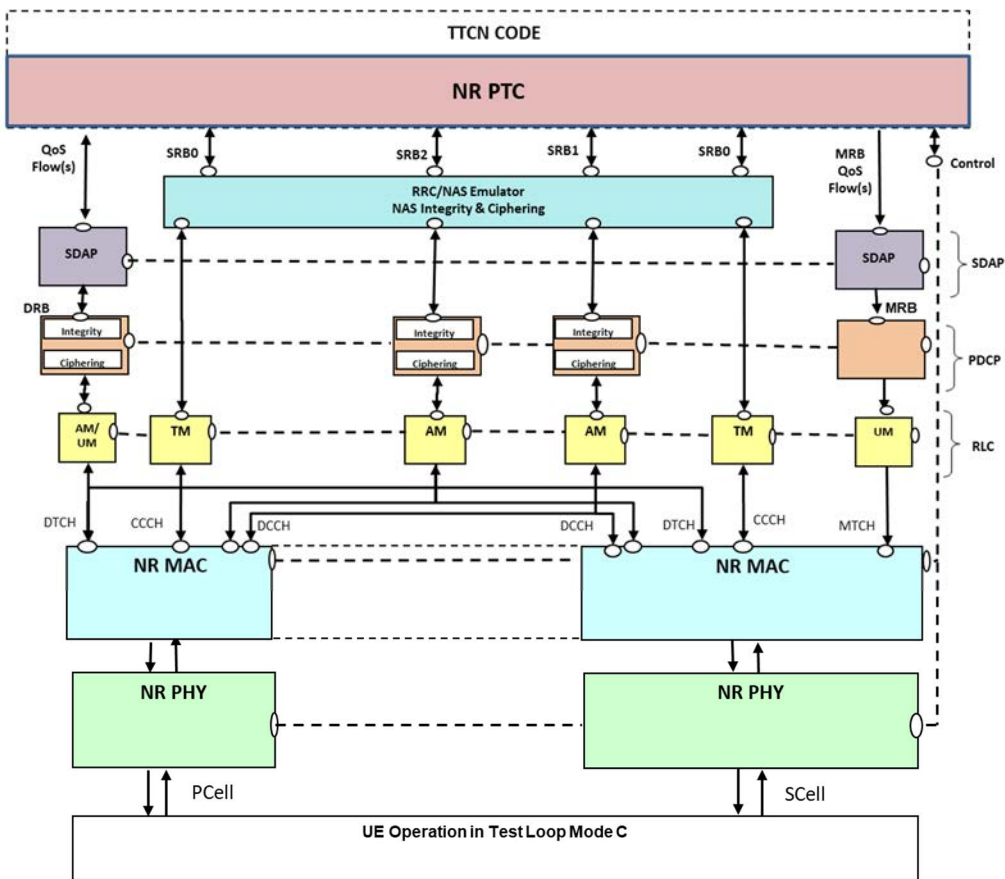 TTCN CODE
NR PTC
QoS
Flow(s)
SRB0
SRB2
SRB1
SRB0
MRB
QoS
Flow(s)
Control
RRC/NAS Emulator
NAS Integrity & Ciphering
SDAP
SDAP
SDAP
DRB
MRB
Integrity
Ciphering
Integrity
Ciphering
Integrity
Ciphering
PDCP
AM/
UM
TM
AM
AM
TM
UM
RLC
DTCH
CCCH
DCCH
DCCH
DTCH
CCCH
MTCH
NR MAC
NR MAC
NR PHY
NR PHY
PCell
SCell
UE Operation in Test Loop Mode C